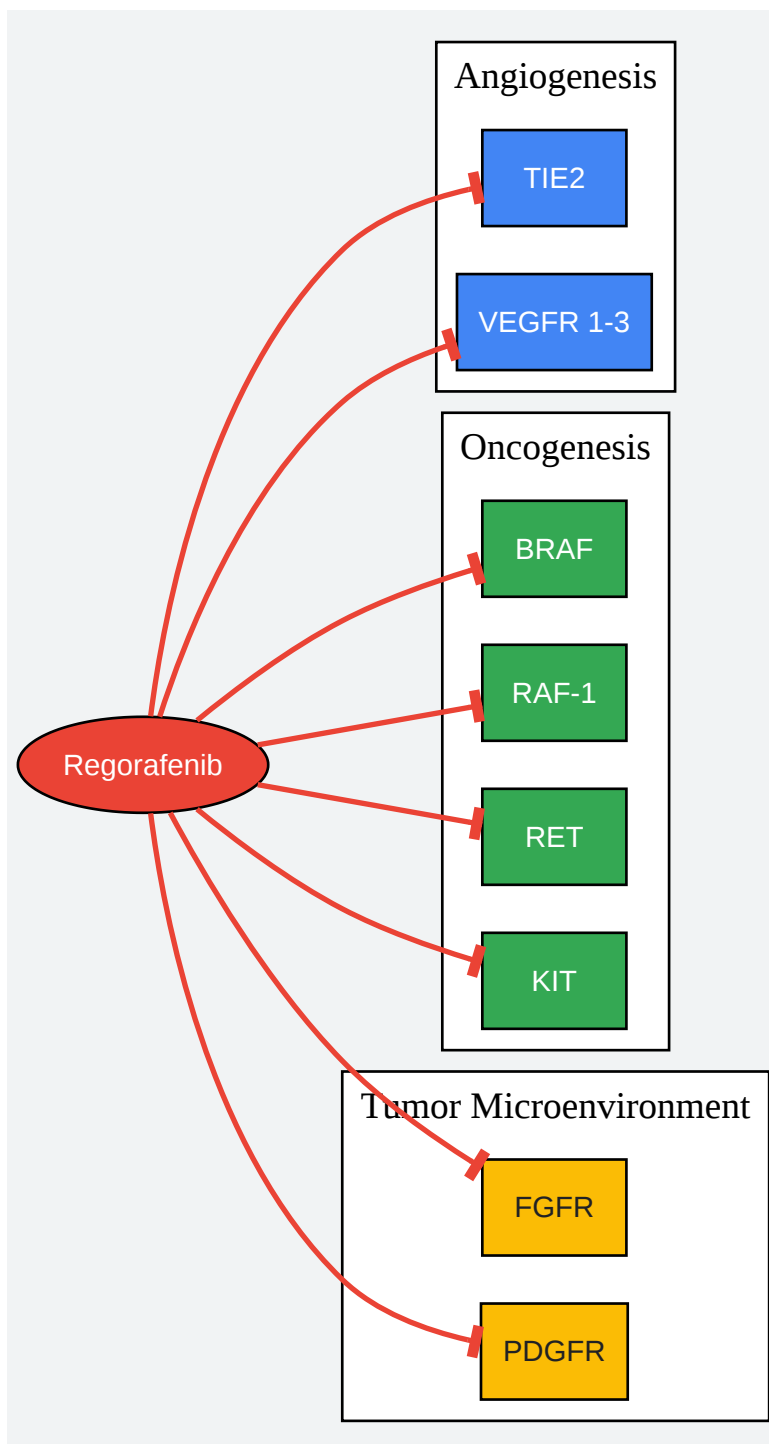 Angiogenesis
TIE2
VEGFR 1-3
Oncogenesis
BRAF
RAF-1
Regorafenib
RET
KIT
Tumor Microenvironment
FGFR
PDGFR